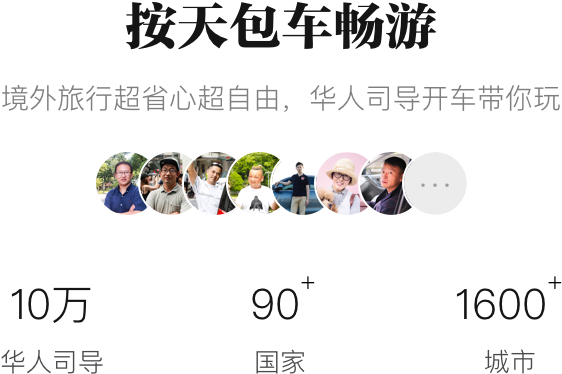 按天包车畅游
境外旅行超省心超自由，华人司导开车带你玩
10万 90+ 1600+
华人司导 国家 城市